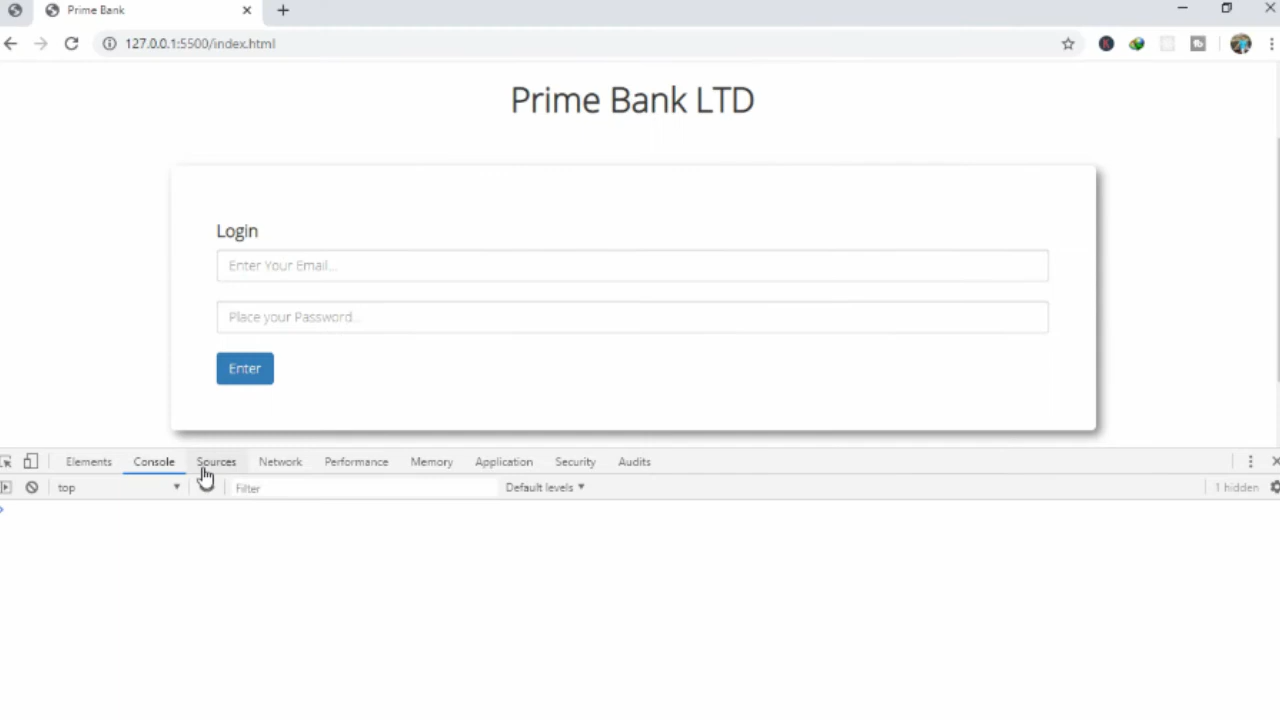 Prime Bank
127.0.0.1:5500/index.html
Prime Bank LTD
Login
Enter Your Email...
Place your Password...
Enter
Elements Console Sources Network Performance Memory Application Security Audits
top Filter Default levels 1 hidden